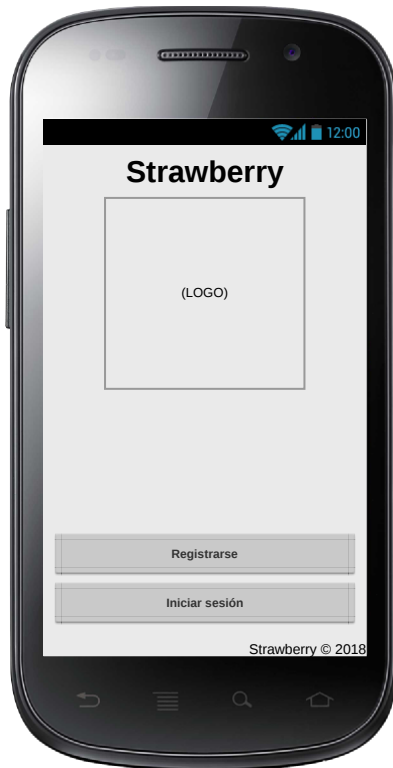 12:00
Strawberry
(LOGO)
Registrarse
Iniciar sesión
Strawberry © 2018